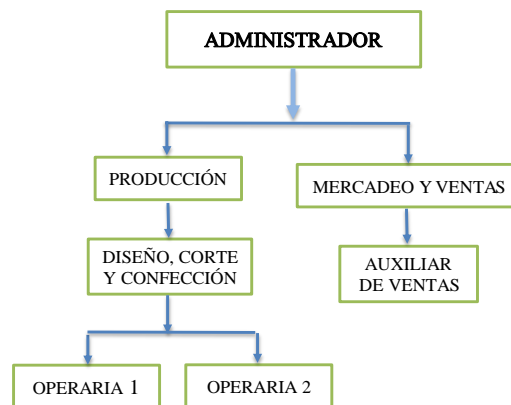 ADMINISTRADOR
PRODUCCIÓN
MERCADEO Y VENTAS
DISEÑO, CORTE
Y CONFECCIÓN
AUXILIAR
DE VENTAS
OPERARIA 1
OPERARIA 2